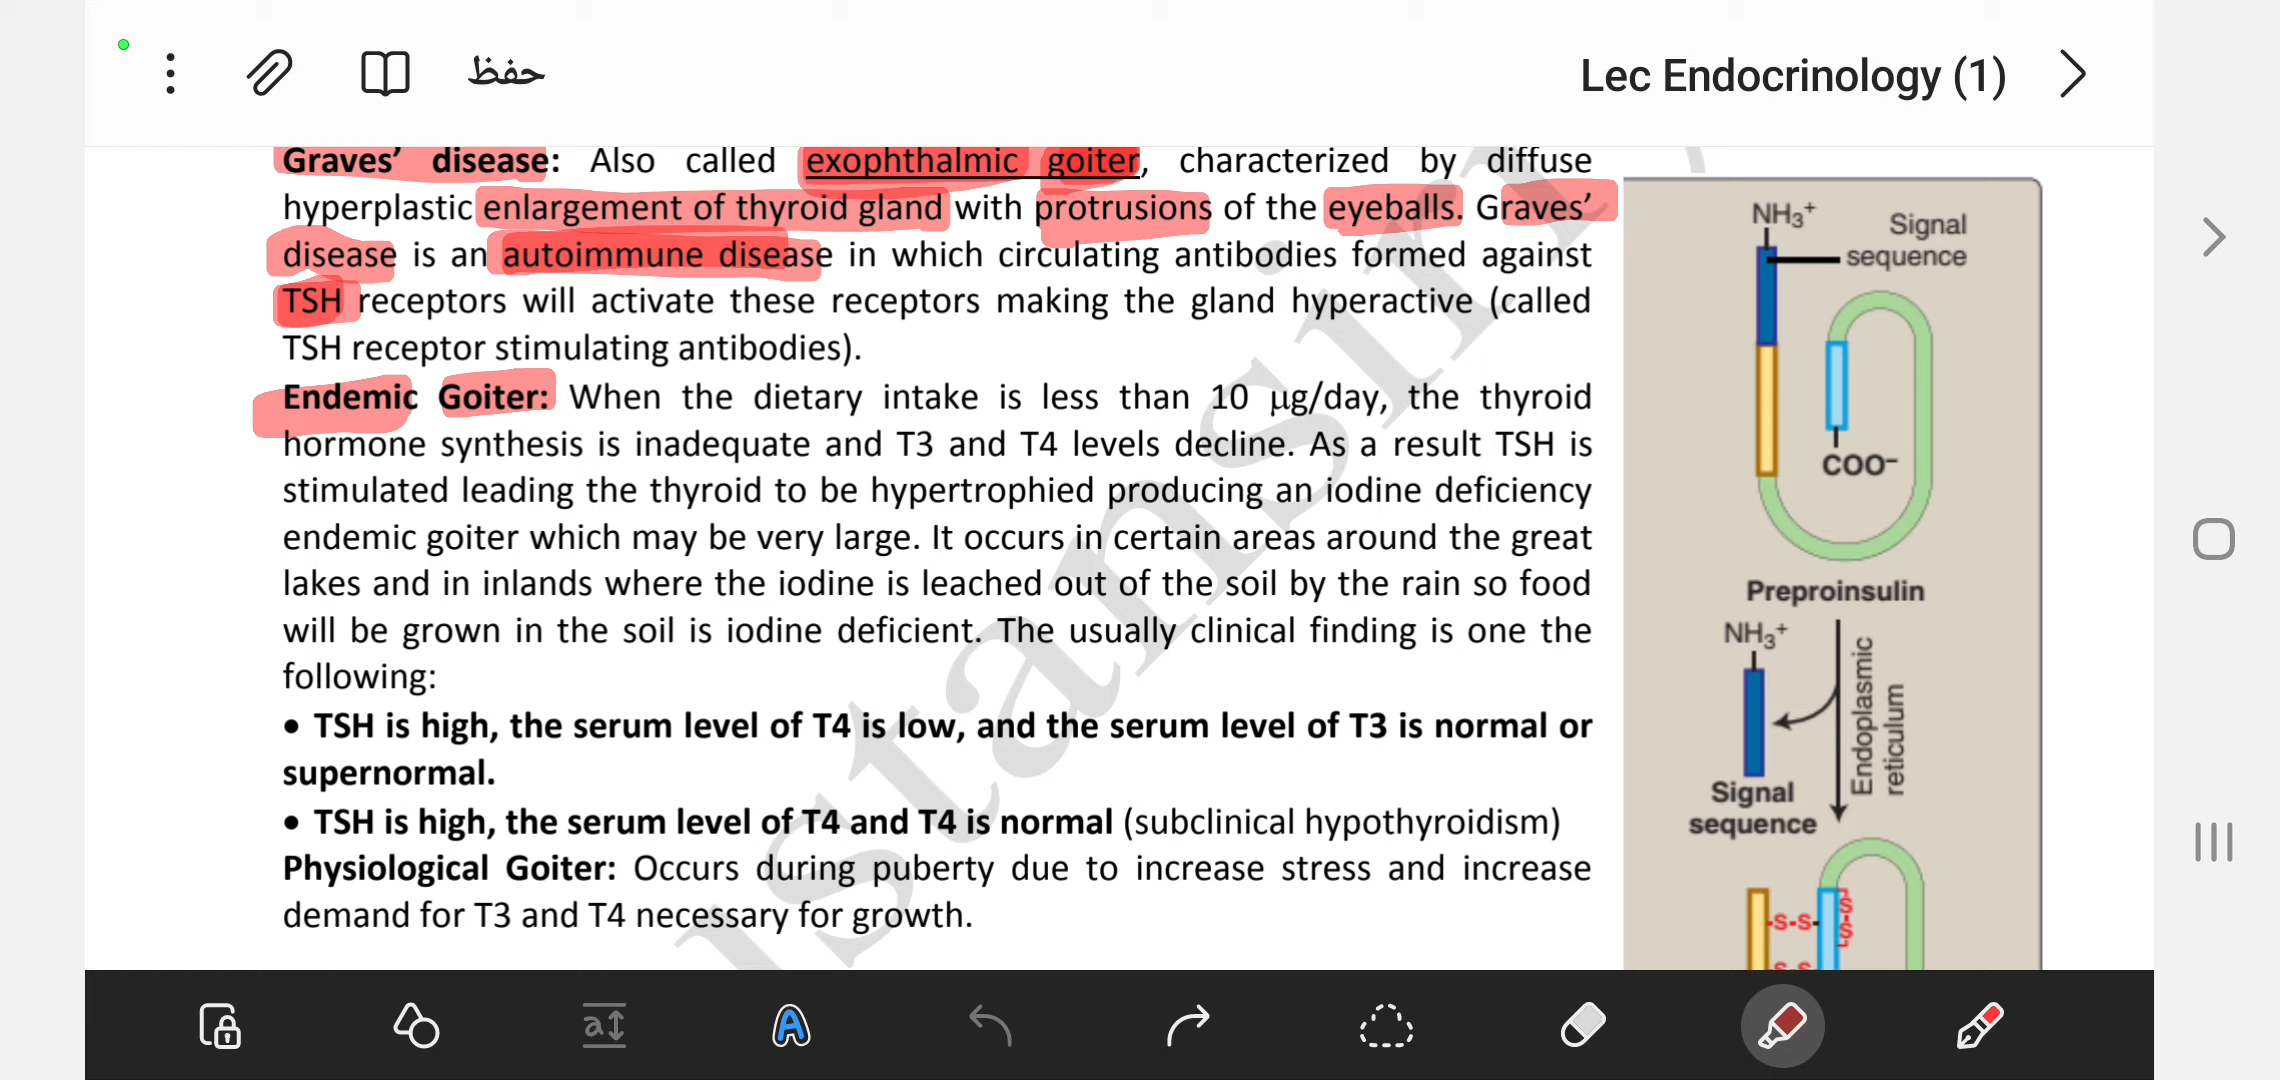 حفظ
Lec Endocrinology (1)
Graves’ disease: Also called exophthalmic goiter, characterized by diffuse
hyperplastic enlargement of thyroid gland with protrusions of the eyeballs. Graves’
disease is an autoimmune disease in which circulating antibodies formed against
TSH receptors will activate these receptors making the gland hyperactive (called
TSH receptor stimulating antibodies).
Endemic Goiter: When the dietary intake is less than 10 µg/day, the thyroid
hormone synthesis is inadequate and T3 and T4 levels decline. As a result TSH is
stimulated leading the thyroid to be hypertrophied producing an iodine deficiency
endemic goiter which may be very large. It occurs in certain areas around the great
lakes and in inlands where the iodine is leached out of the soil by the rain so food
will be grown in the soil is iodine deficient. The usually clinical finding is one the
following:
• TSH is high, the serum level of T4 is low, and the serum level of T3 is normal or
supernormal.
• TSH is high, the serum level of T4 and T4 is normal (subclinical hypothyroidism)
Physiological Goiter: Occurs during puberty due to increase stress and increase
demand for T3 and T4 necessary for growth.
NH3+
Signal
sequence
COO−
Preproinsulin
NH3+
Endoplasmic
reticulum
Signal
sequence
-S-S-
S-S
S-S
a
A